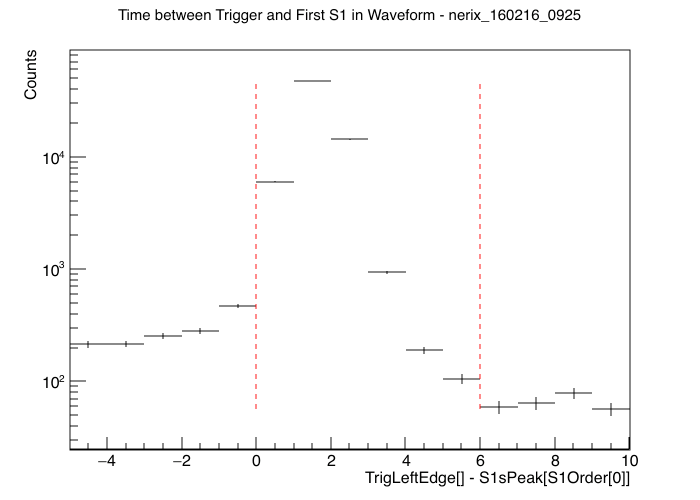 Time between Trigger and First S1 in Waveform - nerix_160216_0925
Counts
10⁴
10³
10²
−4 −2 0 2 4 6 8 10
TrigLeftEdge[] - S1sPeak[S1Order[0]]